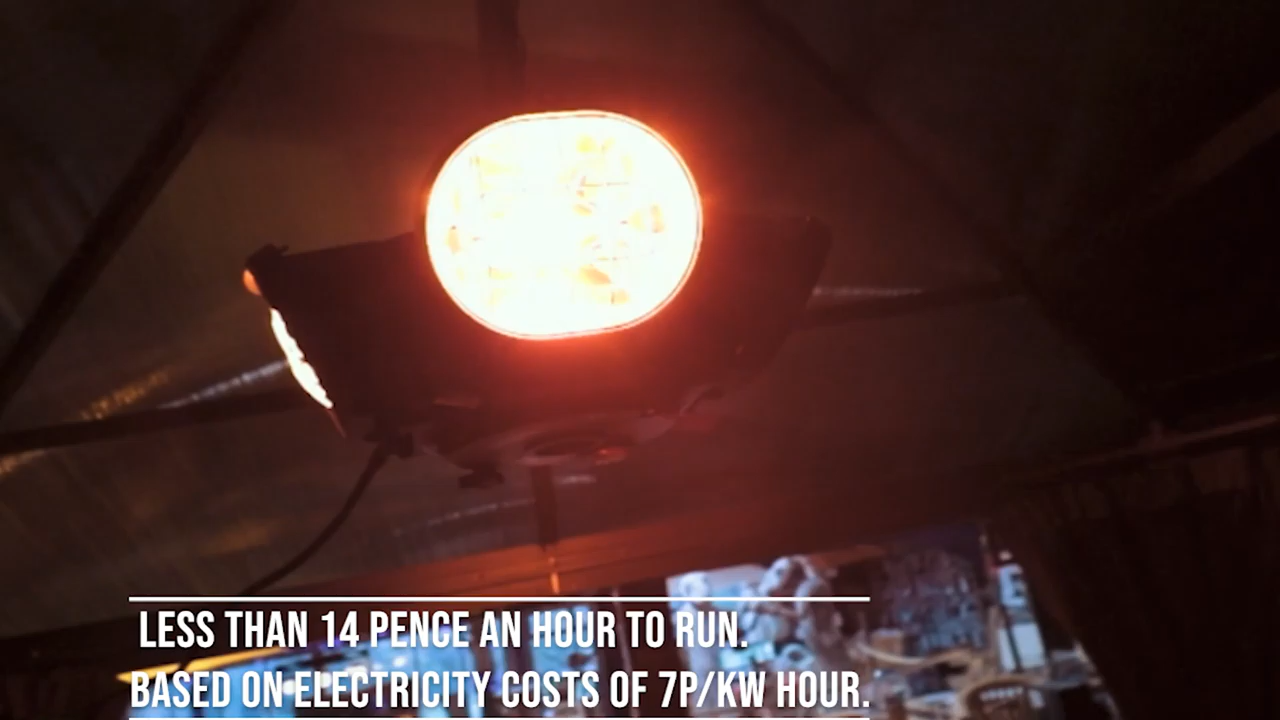 LESS THAN 14 PENCE AN HOUR TO RUN.
BASED ON ELECTRICITY COSTS OF 7P/KW HOUR.